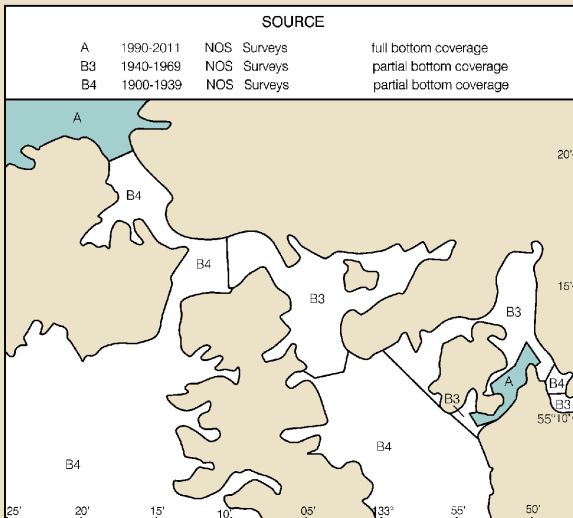 SOURCE
A 1990-2011 NOS Surveys full bottom coverage
B3 1940-1969 NOS Surveys partial bottom coverage
B4 1900-1939 NOS Surveys partial bottom coverage
A
20'
B4
B4
15'
B3
B3
A
B4
B3
B3
55°10'
B4
B4
25' 20' 15' 10' 05' 133° 55' 50'